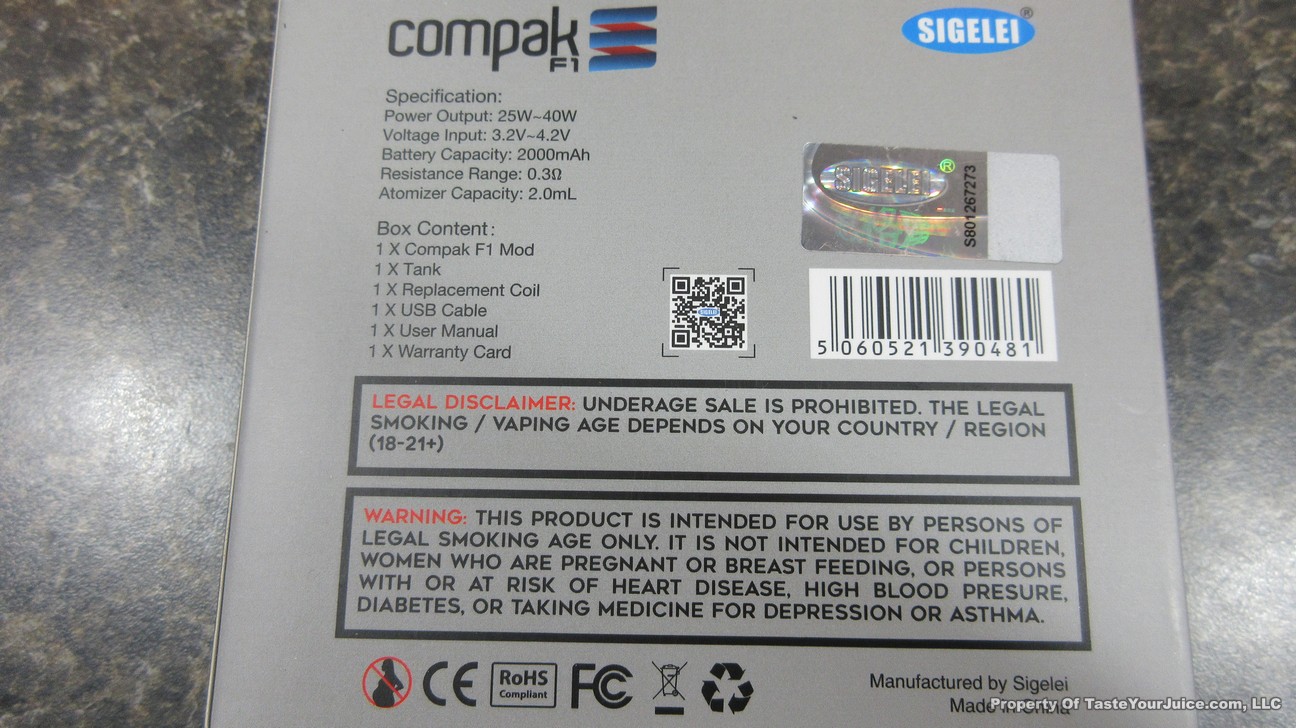 compak
F1
SIGELEI®
Specification:
Power Output: 25W~40W
Voltage Input: 3.2V~4.2V
Battery Capacity: 2000mAh
Resistance Range: 0.3Ω
Atomizer Capacity: 2.0mL
SIGELEI®
S801267273
Box Content:
1 X Compak F1 Mod
1 X Tank
1 X Replacement Coil
1 X USB Cable
1 X User Manual
1 X Warranty Card
SIGELEI
5 060521 390481
LEGAL DISCLAIMER: UNDERAGE SALE IS PROHIBITED. THE LEGAL
SMOKING / VAPING AGE DEPENDS ON YOUR COUNTRY / REGION
(18-21+)
WARNING: THIS PRODUCT IS INTENDED FOR USE BY PERSONS OF
LEGAL SMOKING AGE ONLY. IT IS NOT INTENDED FOR CHILDREN,
WOMEN WHO ARE PREGNANT OR BREAST FEEDING, OR PERSONS
WITH OR AT RISK OF HEART DISEASE, HIGH BLOOD PRESURE,
DIABETES, OR TAKING MEDICINE FOR DEPRESSION OR ASTHMA.
CE
RoHS
Compliant
FC
Manufactured by Sigelei
Made in China
Property Of TasteYourJuice.com, LLC